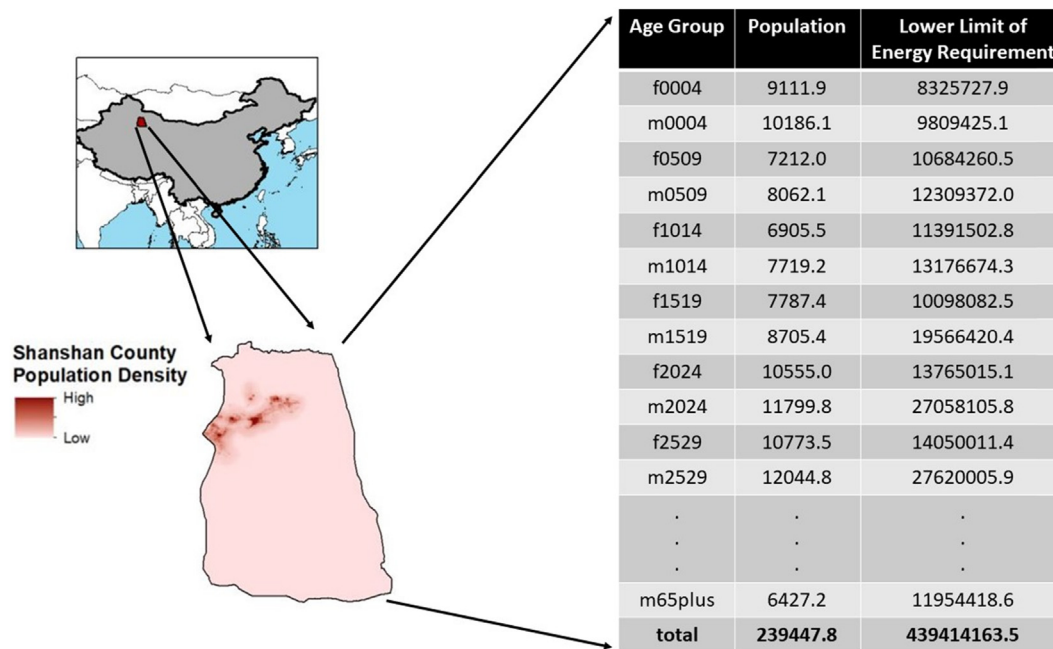 Age Group Population Lower Limit of
Energy Requirement
f0004 9111.9 8325727.9
m0004 10186.1 9809425.1
f0509 7212.0 10684260.5
m0509 8062.1 12309372.0
f1014 6905.5 11391502.8
m1014 7719.2 13176674.3
f1519 7787.4 10098082.5
m1519 8705.4 19566420.4
f2024 10555.0 13765015.1
m2024 11799.8 27058105.8
f2529 10773.5 14050011.4
m2529 12044.8 27620005.9
. . .
. . .
. . .
m65plus 6427.2 11954418.6
total 239447.8 439414163.5
Shanshan County
Population Density
High
Low